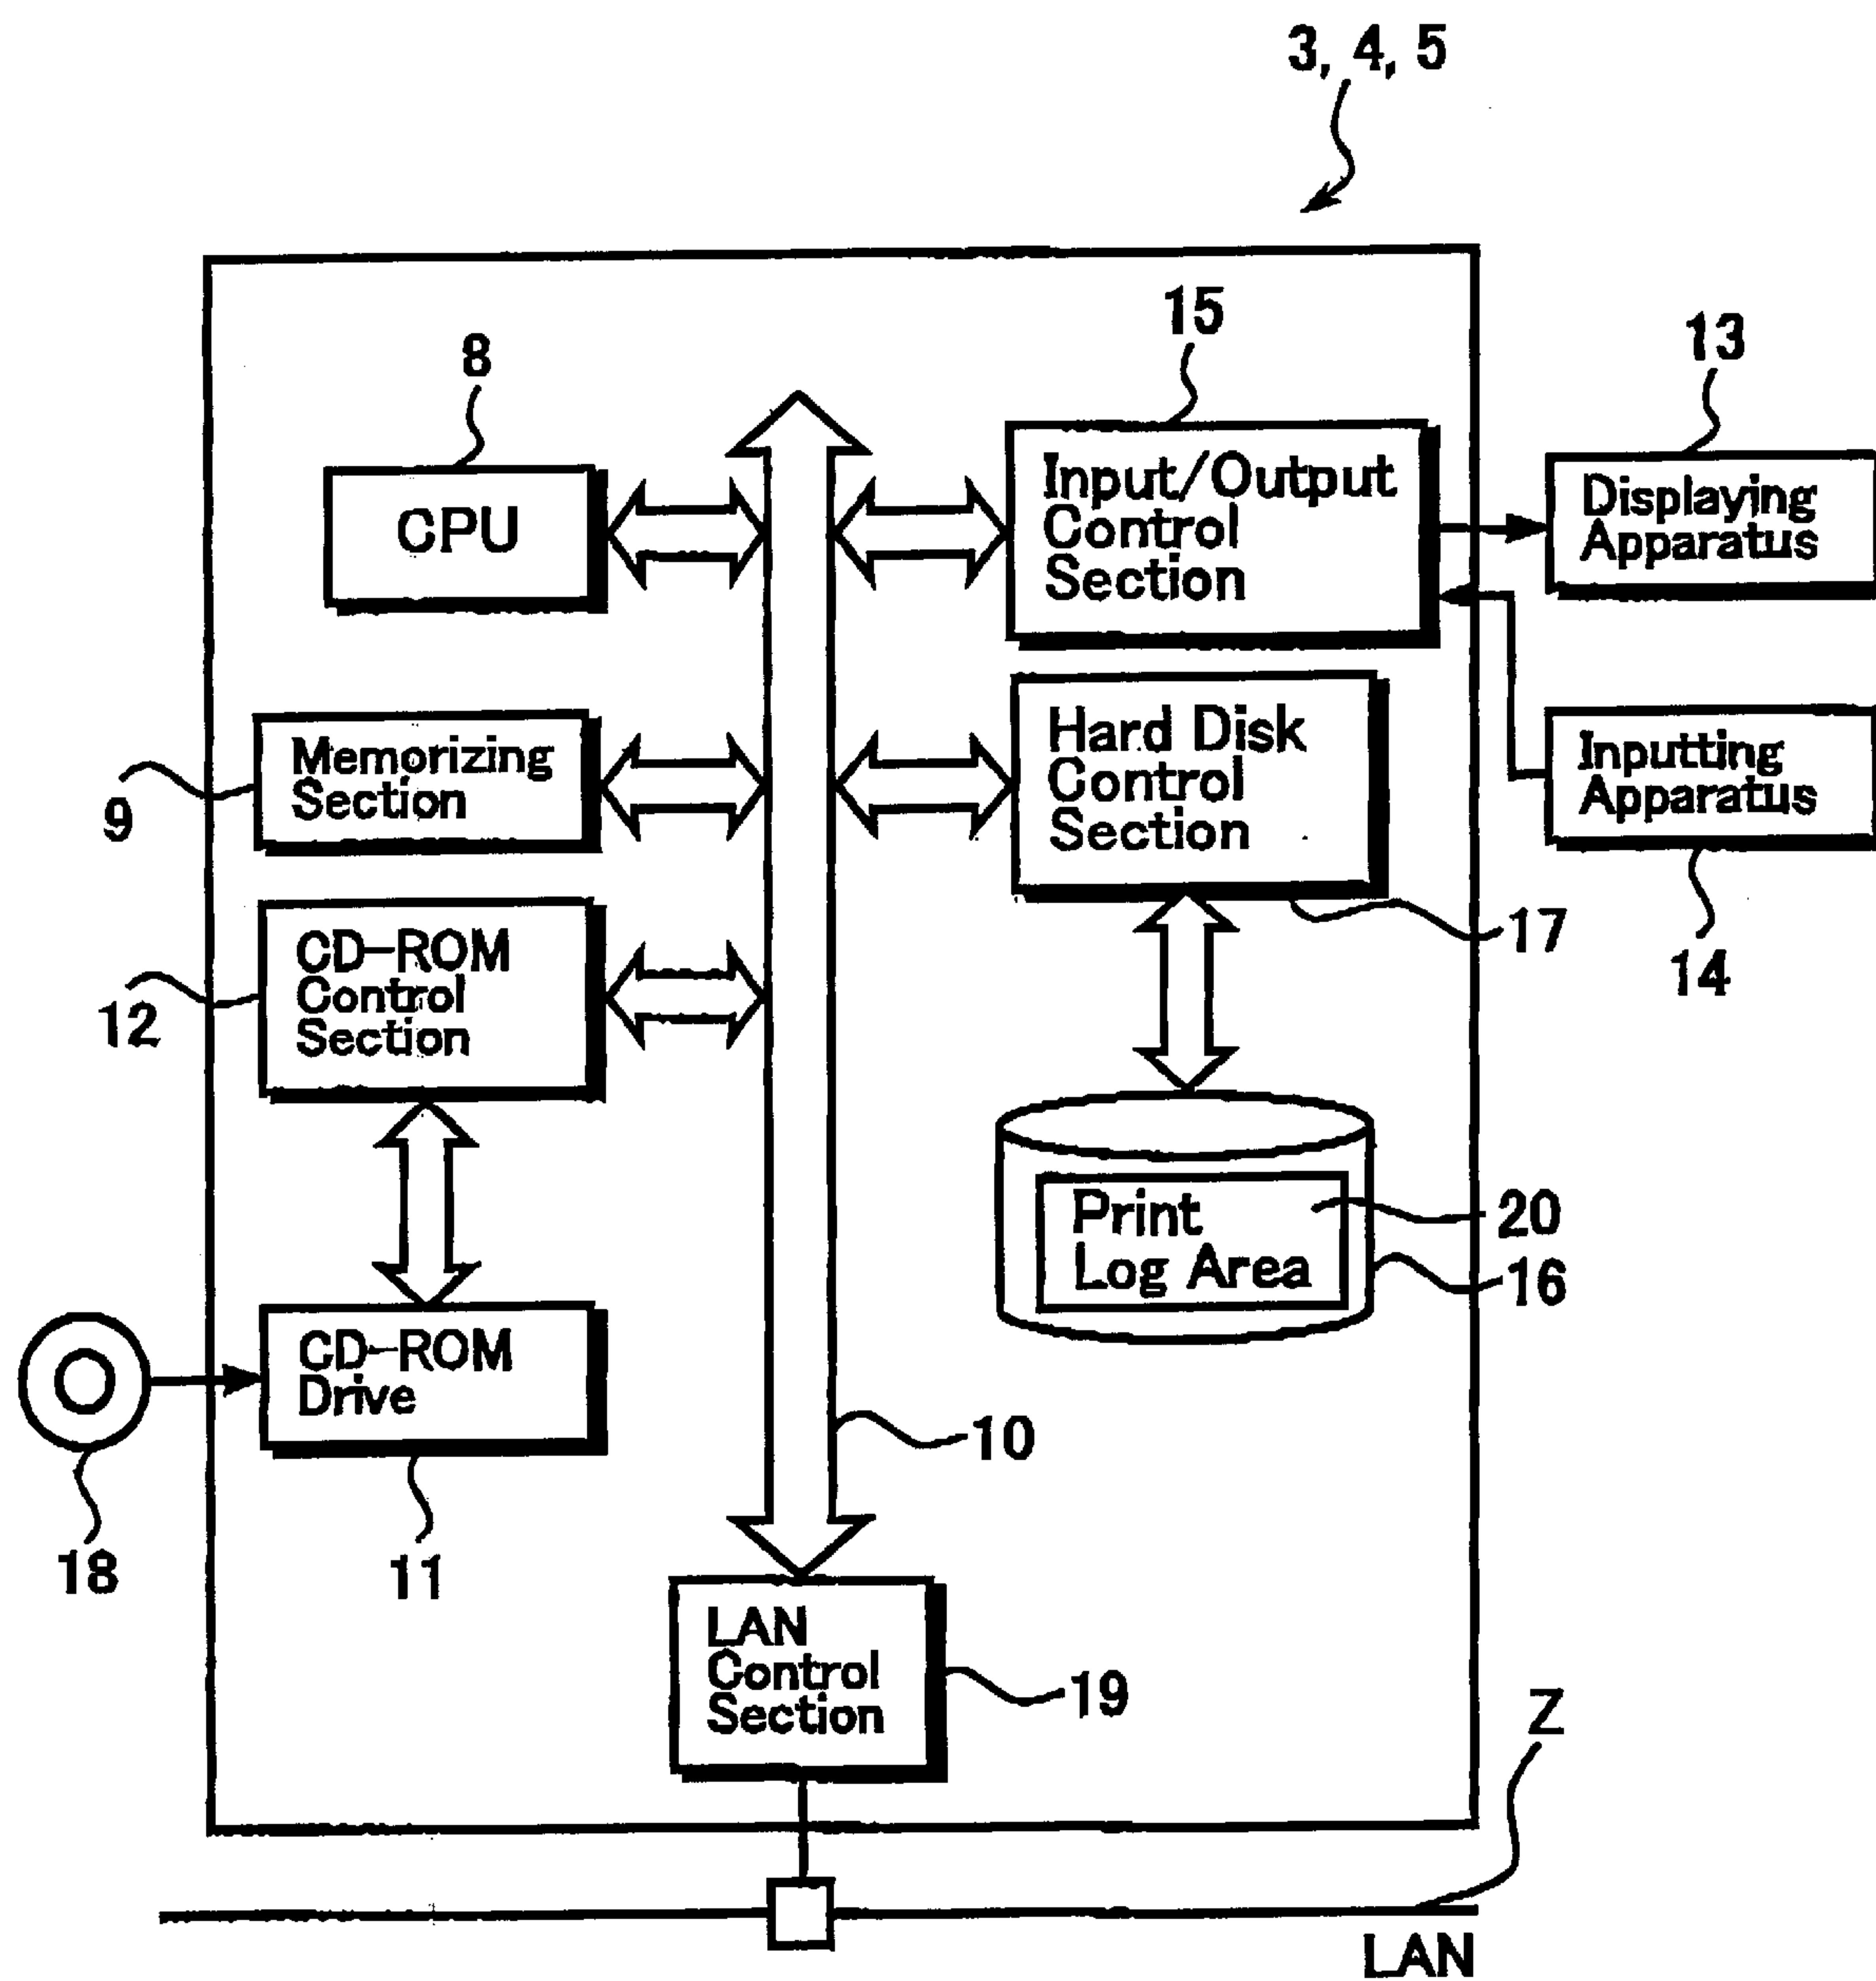 3, 4, 5
15
13
8
CPU
Input/Output
Control
Section
Displaying
Apparatus
Memorizing
Section
9
Hard Disk
Control
Section
Inputting
Apparatus
17
14
CD-ROM
Control
Section
12
Print
Log Area
20
16
CD-ROM
Drive
10
18
11
LAN
Control
Section
19
Z
LAN